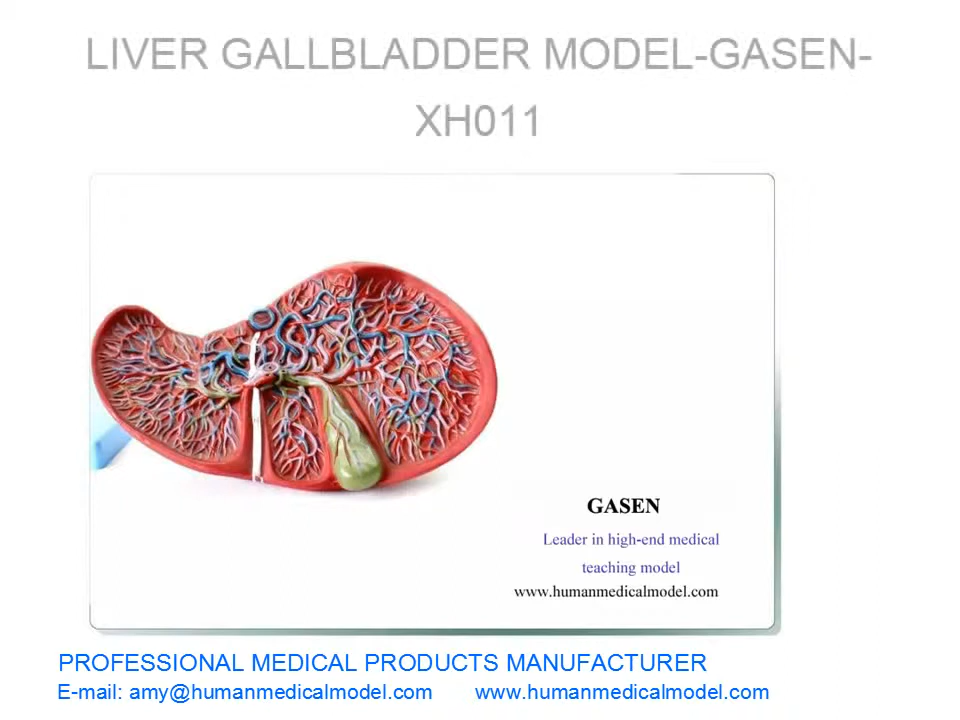 LIVER GALLBLADDER MODEL-GASEN-
XH011
GASEN
Leader in high-end medical
teaching model
www.humanmedicalmodel.com
PROFESSIONAL MEDICAL PRODUCTS MANUFACTURER
E-mail: amy@humanmedicalmodel.com www.humanmedicalmodel.com